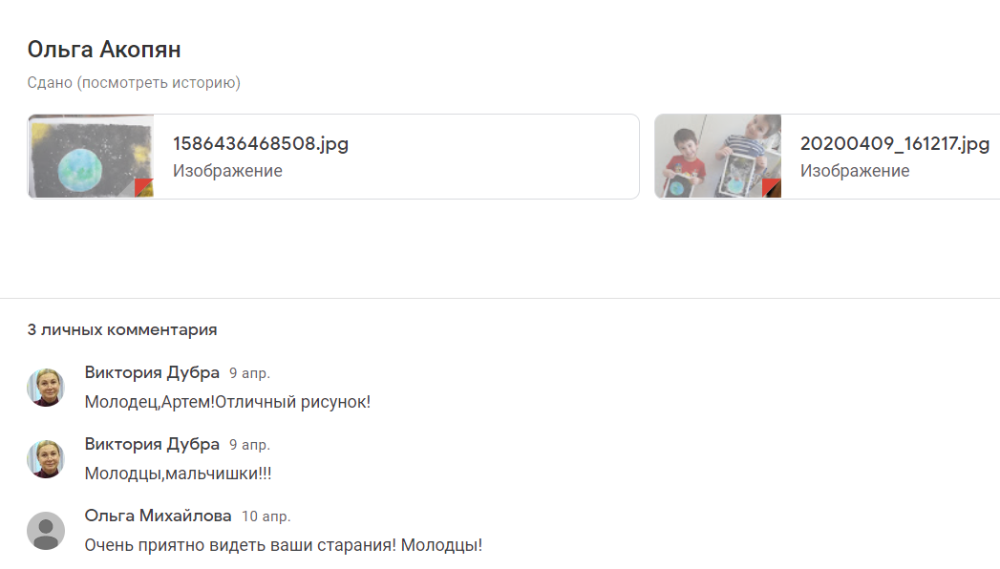 Ольга Акопян
Сдано (посмотреть историю)
1586436468508.jpg
Изображение
20200409_161217.jpg
Изображение
3 личных комментария
Виктория Дубра 9 апр.
Молодец,Артем!Отличный рисунок!
Виктория Дубра 9 апр.
Молодцы,мальчишки!!!
Ольга Михайлова 10 апр.
Очень приятно видеть ваши старания! Молодцы!